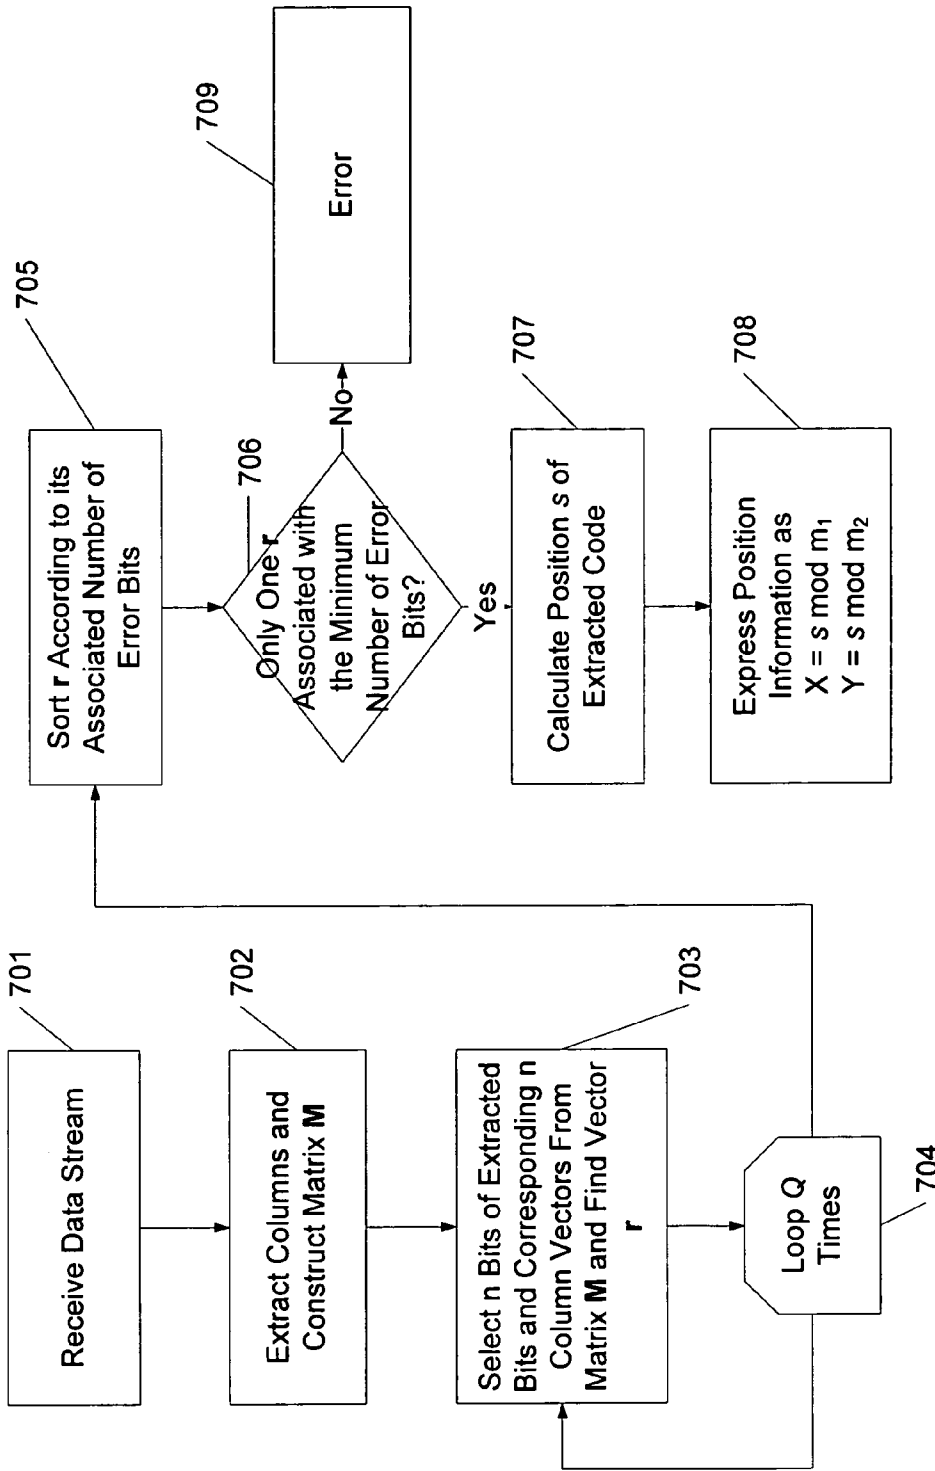 701
Receive Data Stream
702
Extract Columns and
Construct Matrix M
703
Select n Bits of Extracted
Bits and Corresponding n
Column Vectors From
Matrix M and Find Vector
r
Loop Q
Times
704
705
Sort r According to its
Associated Number of
Error Bits
706
Only One r
Associated with
the Minimum
Number of Error
Bits?
No
709
Error
Yes
707
Calculate Position s of
Extracted Code
708
Express Position
Information as
X = s mod m₁
Y = s mod m₂